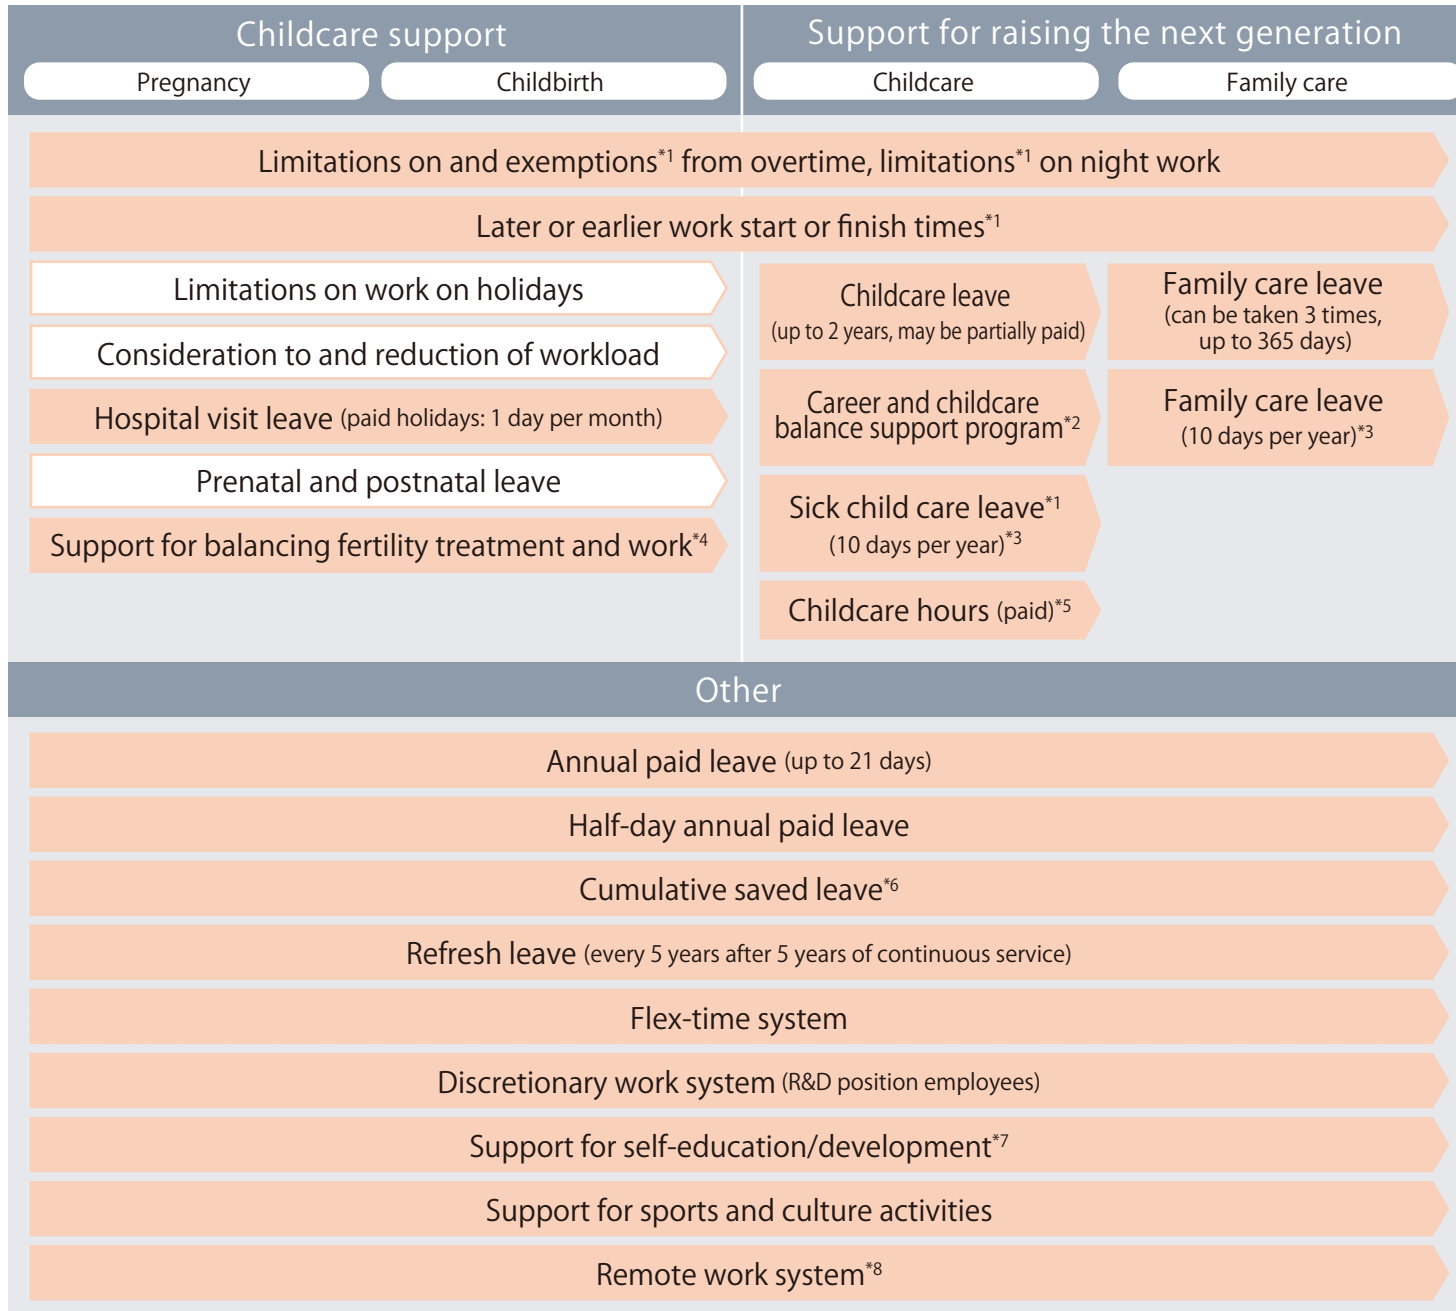 Childcare support
Pregnancy
Childbirth
Support for raising the next generation
Childcare
Family care
Limitations on and exemptions*1 from overtime, limitations*1 on night work
Later or earlier work start or finish times*1
Limitations on work on holidays
Consideration to and reduction of workload
Hospital visit leave (paid holidays: 1 day per month)
Prenatal and postnatal leave
Support for balancing fertility treatment and work*4
Childcare leave
(up to 2 years, may be partially paid)
Career and childcare
balance support program*2
Sick child care leave*1
(10 days per year)*3
Childcare hours (paid)*5
Family care leave
(can be taken 3 times,
up to 365 days)
Family care leave
(10 days per year)*3
Other
Annual paid leave (up to 21 days)
Half-day annual paid leave
Cumulative saved leave*6
Refresh leave (every 5 years after 5 years of continuous service)
Flex-time system
Discretionary work system (R&D position employees)
Support for self-education/development*7
Support for sports and culture activities
Remote work system*8